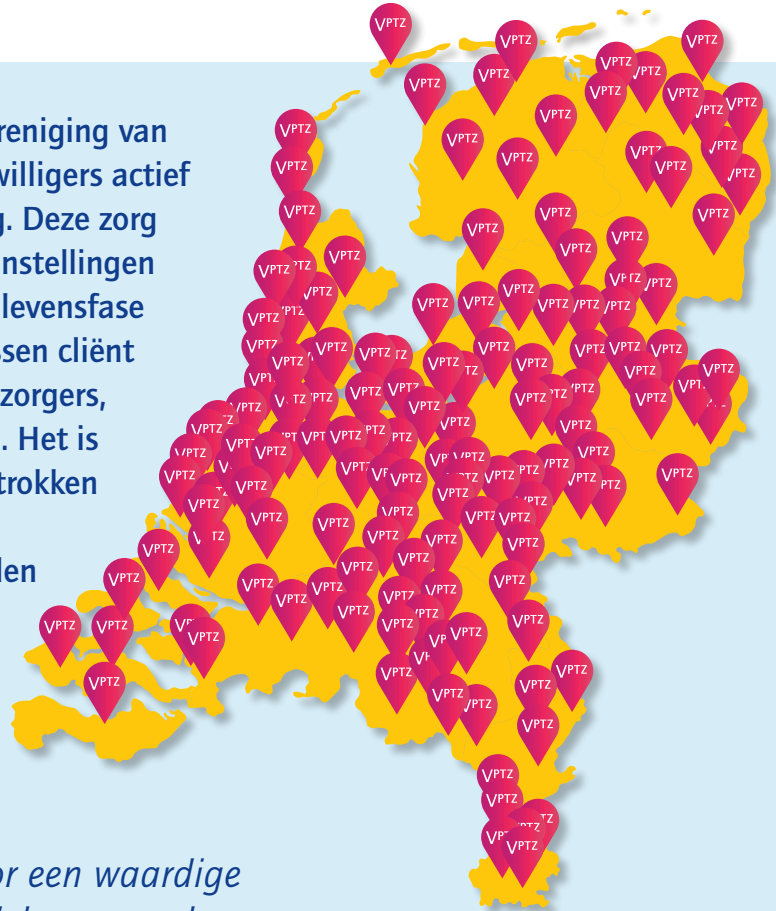 reniging van
willigers actief
g. Deze zorg
nstellingen
levensfase
ssen cliënt
zorgers,
. Het is
trokken
den
or een waardige
VPTZ